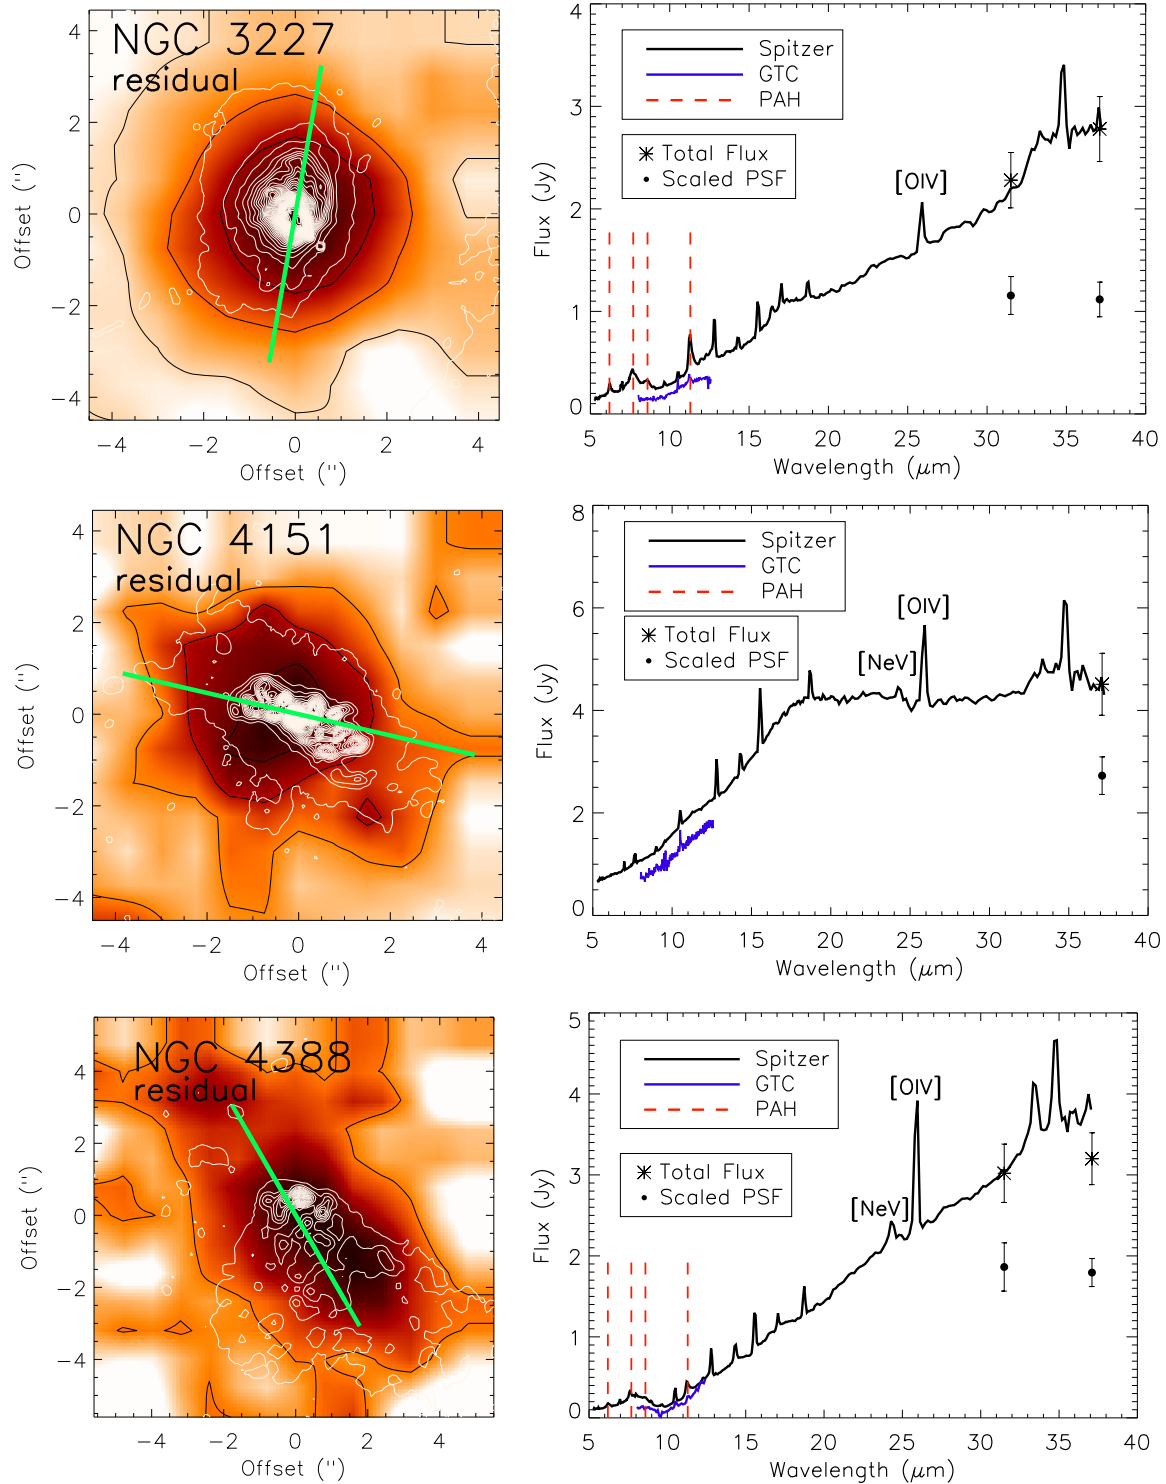 NGC 3227
residual
Offset ('')
4
2
0
−2
−4
−4 −2 0 2 4
Offset ('')
Flux (Jy)
4
3
2
1
0
Spitzer
GTC
PAH
Total Flux
Scaled PSF
[OIV]
5 10 15 20 25 30 35 40
Wavelength (μm)
NGC 4151
residual
Offset ('')
4
2
0
−2
−4
−4 −2 0 2 4
Offset ('')
Flux (Jy)
8
6
4
2
0
Spitzer
GTC
PAH
Total Flux
Scaled PSF
[OIV]
[NeV]
5 10 15 20 25 30 35 40
Wavelength (μm)
NGC 4388
residual
Offset ('')
4
2
0
−2
−4
−4 −2 0 2 4
Offset ('')
Flux (Jy)
5
4
3
2
1
0
Spitzer
GTC
PAH
Total Flux
Scaled PSF
[OIV]
[NeV]
5 10 15 20 25 30 35 40
Wavelength (μm)